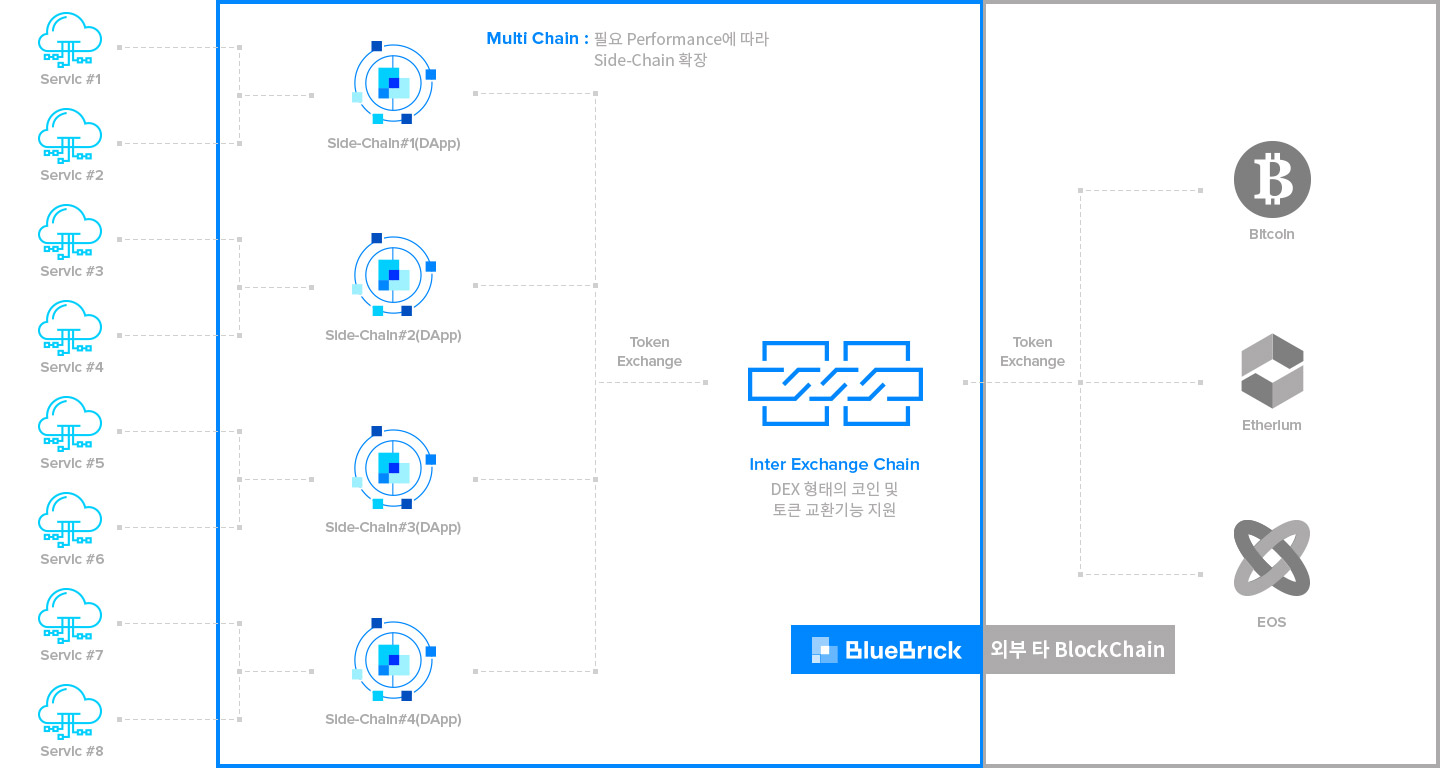 Servic #1
Servic #2
Servic #3
Servic #4
Servic #5
Servic #6
Servic #7
Servic #8
Multi Chain : 필요 Performance에 따라
Side-Chain 확장
Side-Chain#1(DApp)
Side-Chain#2(DApp)
Side-Chain#3(DApp)
Side-Chain#4(DApp)
Token
Exchange
Inter Exchange Chain
DEX 형태의 코인 및
토큰 교환기능 지원
BlueBrick
외부 타 BlockChain
Token
Exchange
Bitcoin
Etherium
EOS